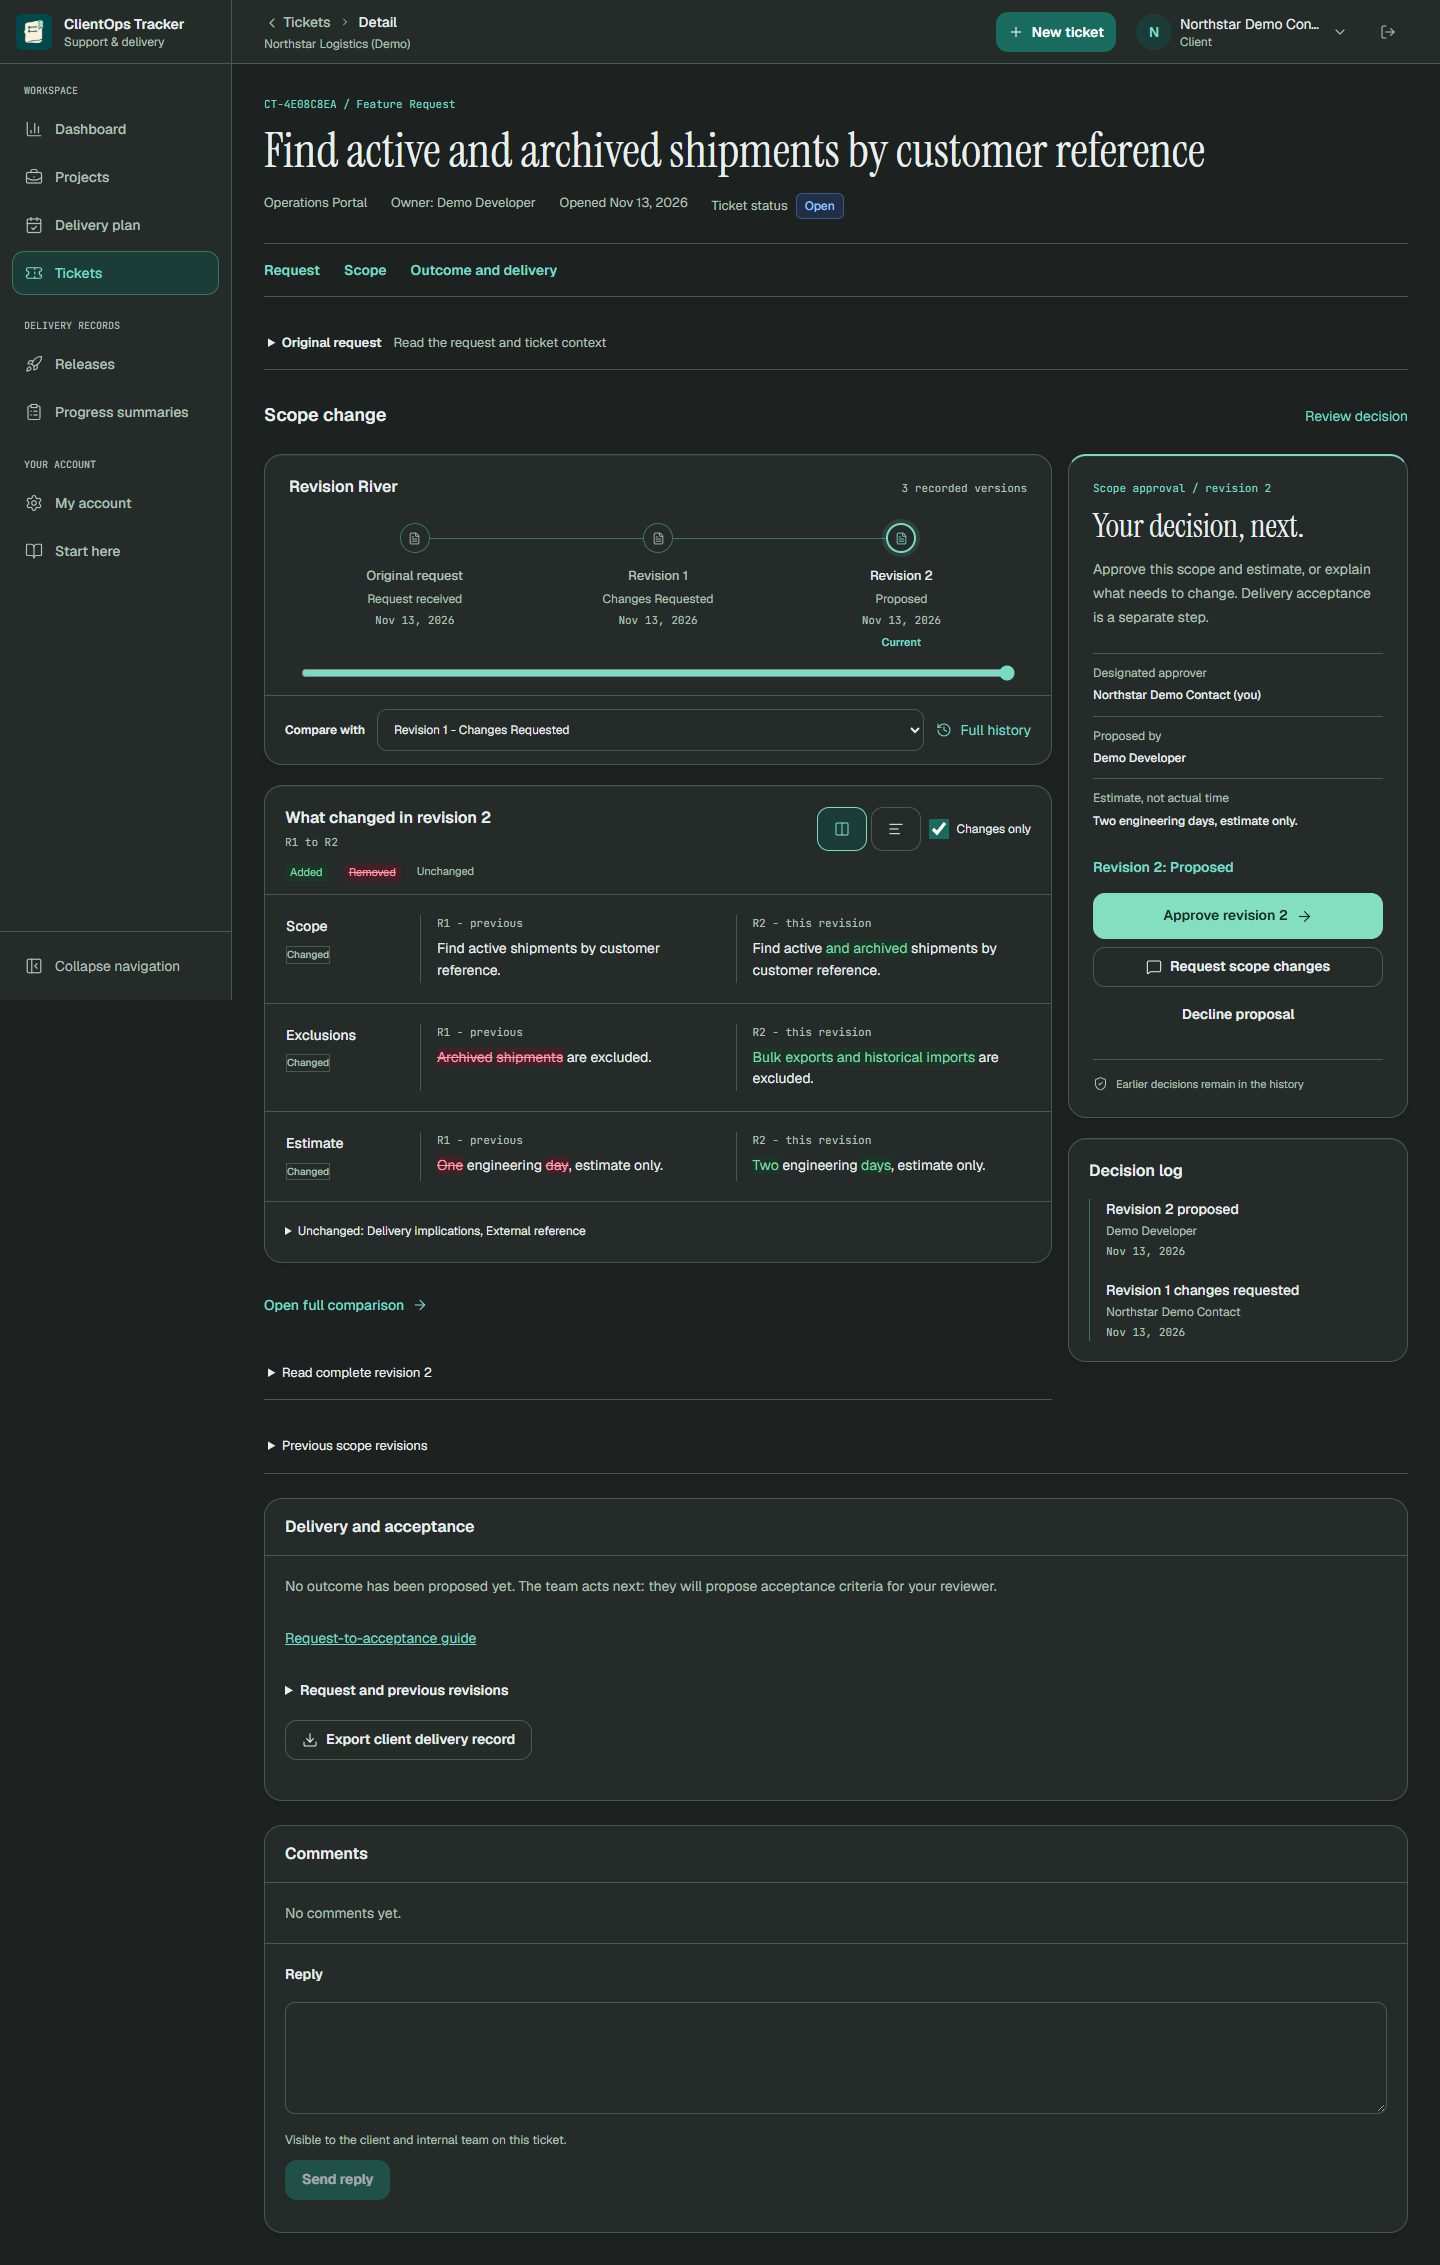 ClientOps Tracker
Support & delivery
Tickets > Detail
Northstar Logistics (Demo)
New ticket
N
Northstar Demo Con...
Client
WORKSPACE
Dashboard
Projects
Delivery plan
Tickets
DELIVERY RECORDS
Releases
Progress summaries
YOUR ACCOUNT
My account
Start here
Collapse navigation
CT-4E08C8EA / Feature Request
Find active and archived shipments by customer reference
Operations Portal
Owner: Demo Developer
Opened Nov 13, 2026
Ticket status
Open
Request
Scope
Outcome and delivery
Original request
Read the request and ticket context
Scope change
Review decision
Revision River
3 recorded versions
Original request
Request received
Nov 13, 2026
Revision 1
Changes Requested
Nov 13, 2026
Revision 2
Proposed
Nov 13, 2026
Current
Compare with
Revision 1 - Changes Requested
Full history
What changed in revision 2
R1 to R2
Added
Removed
Unchanged
Changes only
Scope
Changed
R1 - previous
Find active shipments by customer
reference.
R2 - this revision
Find active and archived shipments by
customer reference.
Exclusions
Changed
R1 - previous
Archived shipments are excluded.
R2 - this revision
Bulk exports and historical imports are
excluded.
Estimate
Changed
R1 - previous
One engineering day, estimate only.
R2 - this revision
Two engineering days, estimate only.
Unchanged: Delivery implications, External reference
Open full comparison
Read complete revision 2
Previous scope revisions
Scope approval / revision 2
Your decision, next.
Approve this scope and estimate, or explain
what needs to change. Delivery acceptance
is a separate step.
Designated approver
Northstar Demo Contact (you)
Proposed by
Demo Developer
Estimate, not actual time
Two engineering days, estimate only.
Revision 2: Proposed
Approve revision 2
Request scope changes
Decline proposal
Earlier decisions remain in the history
Decision log
Revision 2 proposed
Demo Developer
Nov 13, 2026
Revision 1 changes requested
Northstar Demo Contact
Nov 13, 2026
Delivery and acceptance
No outcome has been proposed yet. The team acts next: they will propose acceptance criteria for your reviewer.
Request-to-acceptance guide
Request and previous revisions
Export client delivery record
Comments
No comments yet.
Reply
Visible to the client and internal team on this ticket.
Send reply